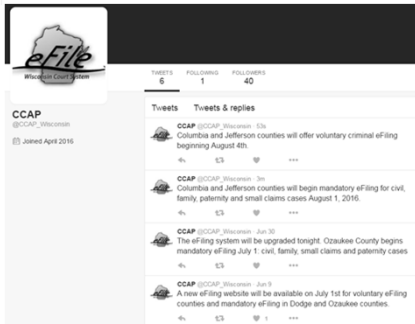 eFile
Wisconsin Court System
TWEETS FOLLOWING FOLLOWERS
6 1 40
Tweets Tweets & replies
CCAP
@CCAP_Wisconsin
Joined April 2016
CCAP @CCAP_Wisconsin · 53s
Columbia and Jefferson counties will offer voluntary criminal eFiling
beginning August 4th.
CCAP @CCAP_Wisconsin · 3m
Columbia and Jefferson counties will begin mandatory eFiling for civil,
family, paternity and small claims cases August 1, 2016.
CCAP @CCAP_Wisconsin · Jun 30
The eFiling system will be upgraded tonight. Ozaukee County begins
mandatory eFiling July 1: civil, family, small claims and paternity cases
CCAP @CCAP_Wisconsin · Jun 9
A new eFiling website will be available on July 1st for voluntary eFiling
counties and mandatory eFiling in Dodge and Ozaukee counties.
1